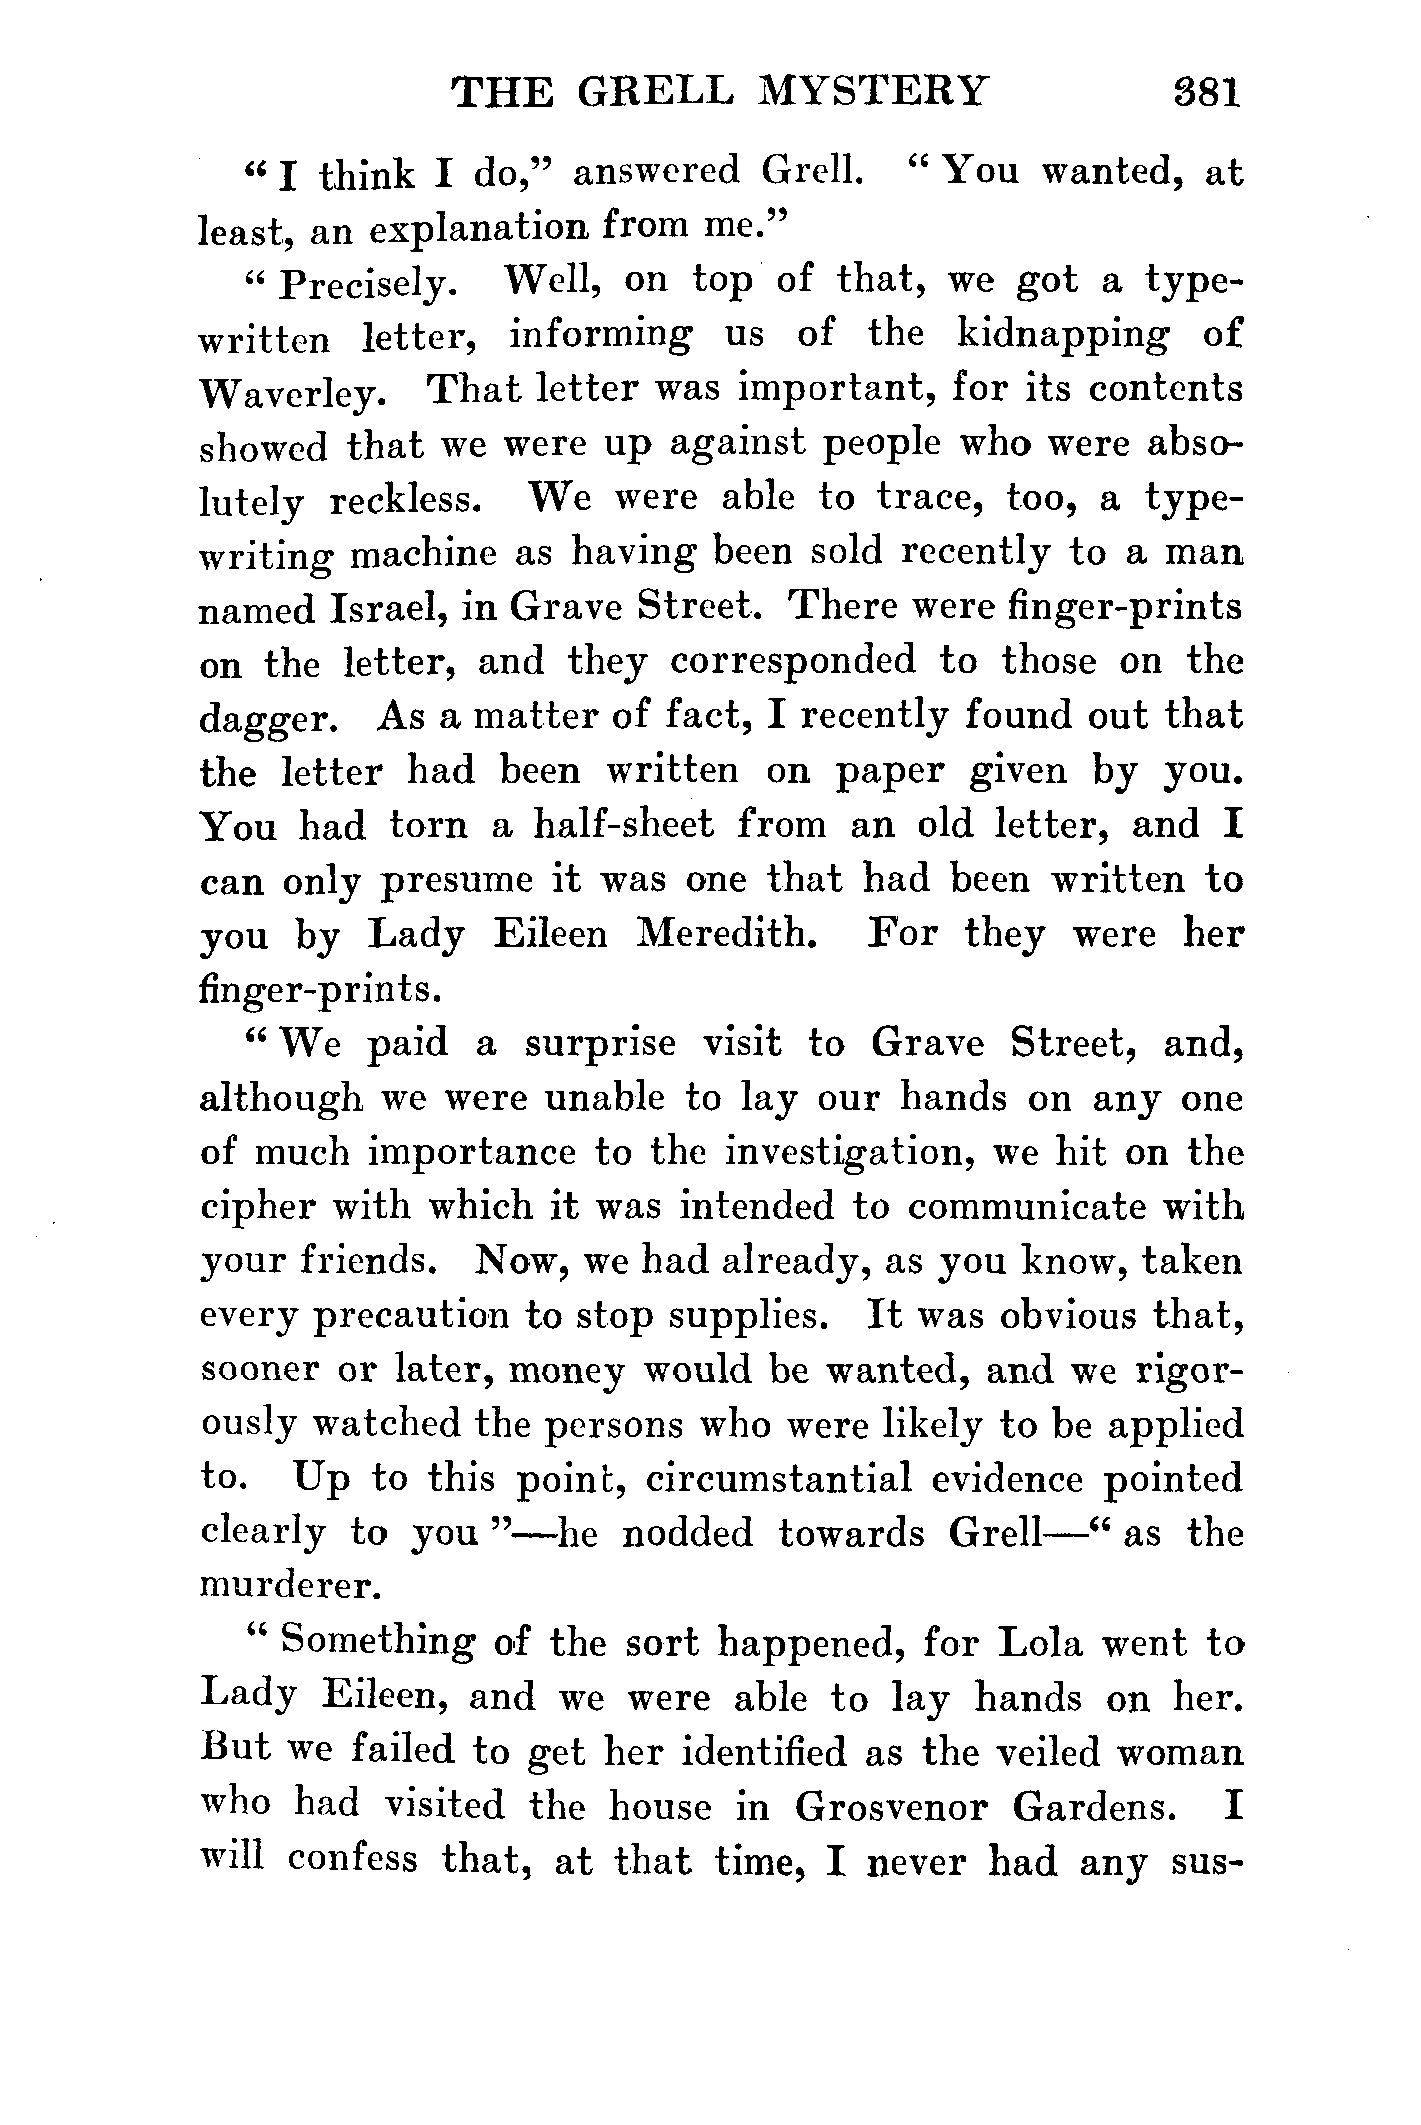 THE GRELL MYSTERY 381
" I think I do," answered Grell. " You wanted, at
least, an explanation from me."
" Precisely. Well, on top of that, we got a type-
written letter, informing us of the kidnapping of
Waverley. That letter was important, for its contents
showed that we were up against people who were abso-
lutely reckless. We were able to trace, too, a type-
writing machine as having been sold recently to a man
named Israel, in Grave Street. There were finger-prints
on the letter, and they corresponded to those on the
dagger. As a matter of fact, I recently found out that
the letter had been written on paper given by you.
You had torn a half-sheet from an old letter, and I
can only presume it was one that had been written to
you by Lady Eileen Meredith. For they were her
finger-prints.
" We paid a surprise visit to Grave Street, and,
although we were unable to lay our hands on any one
of much importance to the investigation, we hit on the
cipher with which it was intended to communicate with
your friends. Now, we had already, as you know, taken
every precaution to stop supplies. It was obvious that,
sooner or later, money would be wanted, and we rigor-
ously watched the persons who were likely to be applied
to. Up to this point, circumstantial evidence pointed
clearly to you "—he nodded towards Grell—" as the
murderer.
" Something of the sort happened, for Lola went to
Lady Eileen, and we were able to lay hands on her.
But we failed to get her identified as the veiled woman
who had visited the house in Grosvenor Gardens. I
will confess that, at that time, I never had any sus-